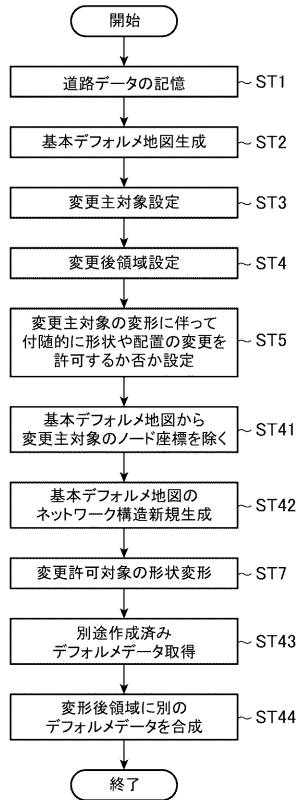 開始
道路データの記憶
ST1
基本デフォルメ地図生成
ST2
変更主対象設定
ST3
変更後領域設定
ST4
変更主対象の変形に伴って
付随的に形状や配置の変更を
許可するか否か設定
ST5
基本デフォルメ地図から
変更主対象のノード座標を除く
ST41
基本デフォルメ地図の
ネットワーク構造新規生成
ST42
変更許可対象の形状変形
ST7
別途作成済み
デフォルメデータ取得
ST43
変形後領域に別の
デフォルメデータを合成
ST44
終了